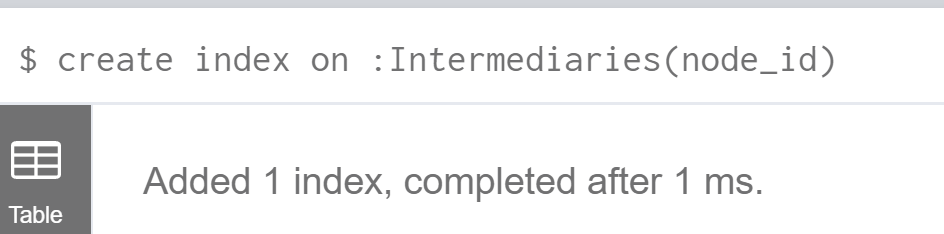 $ create index on :Intermediaries(node_id)
Added 1 index, completed after 1 ms.
Table